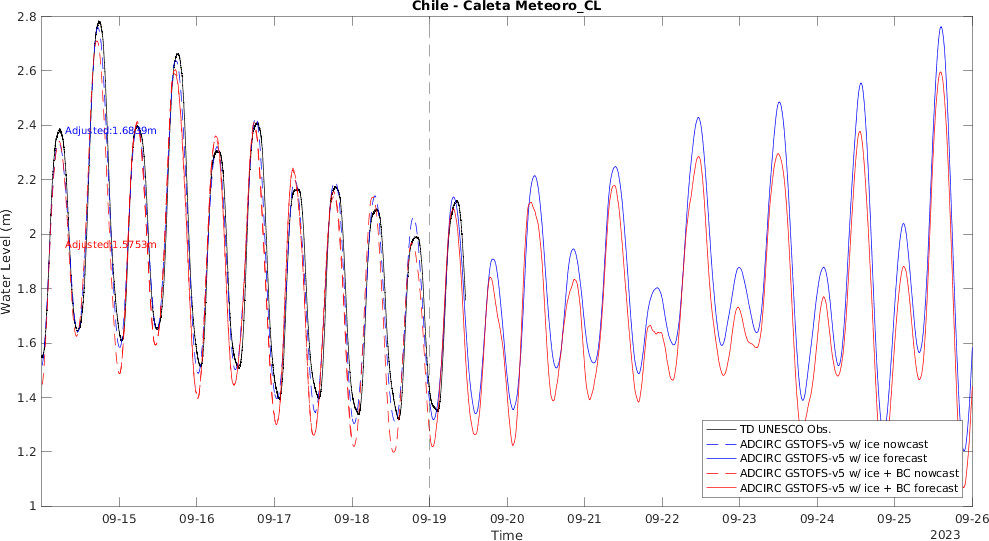 Chile - Caleta Meteoro_CL
Water Level (m)
2.8
2.6
2.4
2.2
2
1.8
1.6
1.4
1.2
1
Adjusted:1.6839m
Adjusted:1.5753m
TD UNESCO Obs.
ADCIRC GSTOFS-v5 w/ ice nowcast
ADCIRC GSTOFS-v5 w/ ice forecast
ADCIRC GSTOFS-v5 w/ ice + BC nowcast
ADCIRC GSTOFS-v5 w/ ice + BC forecast
09-15 09-16 09-17 09-18 09-19 09-20 09-21 09-22 09-23 09-24 09-25 09-26
Time
2023